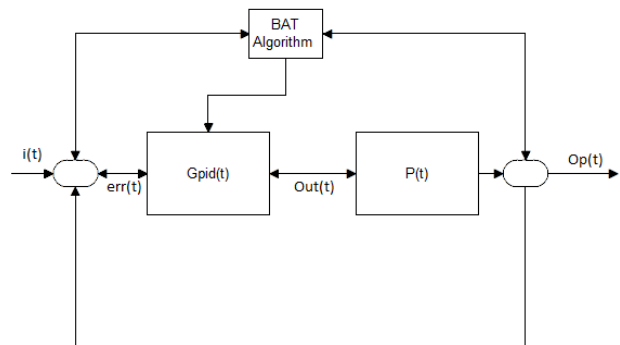 BAT
Algorithm
i(t)
err(t)
Gpid(t)
Out(t)
P(t)
Op(t)